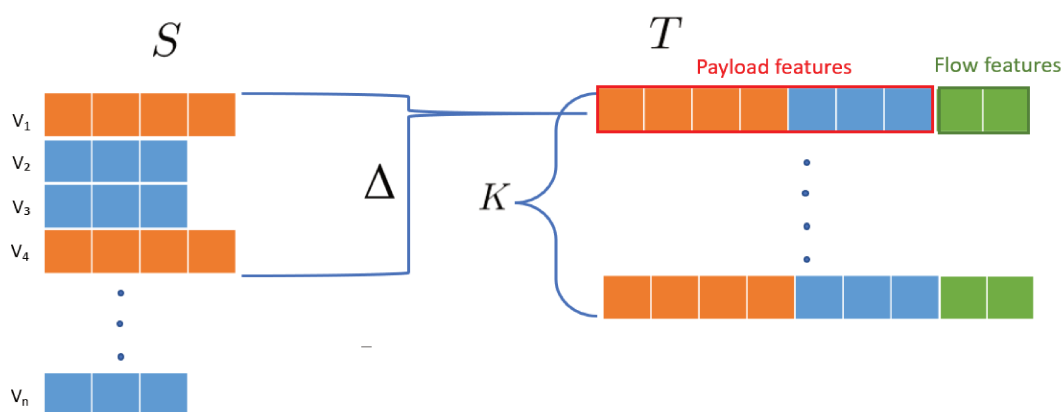 S
T
Payload features
Flow features
V₁
V₂
V₃
V₄
Δ
K
Vₙ